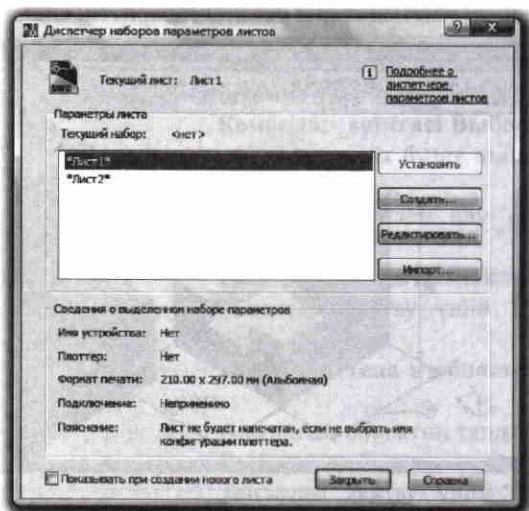 Диспетчер наборов параметров листов
Текущий лист: Лист1
Подробнее о
диспетчере
параметров листов
Параметры листа
Текущий набор: <нет>
*Лист1*
*Лист2*
Установить
Создать...
Редактировать...
Импорт...
Сведения о выделенном наборе параметров
Имя устройства: Нет
Плоттер: Нет
Формат печати: 210.00 x 297.00 мм (Альбомная)
Подключение: Неприменимо
Пояснение: Лист не будет напечатан, если не выбрать имя
конфигурации плоттера.
Показывать при создании нового листа
Закрыть
Справка